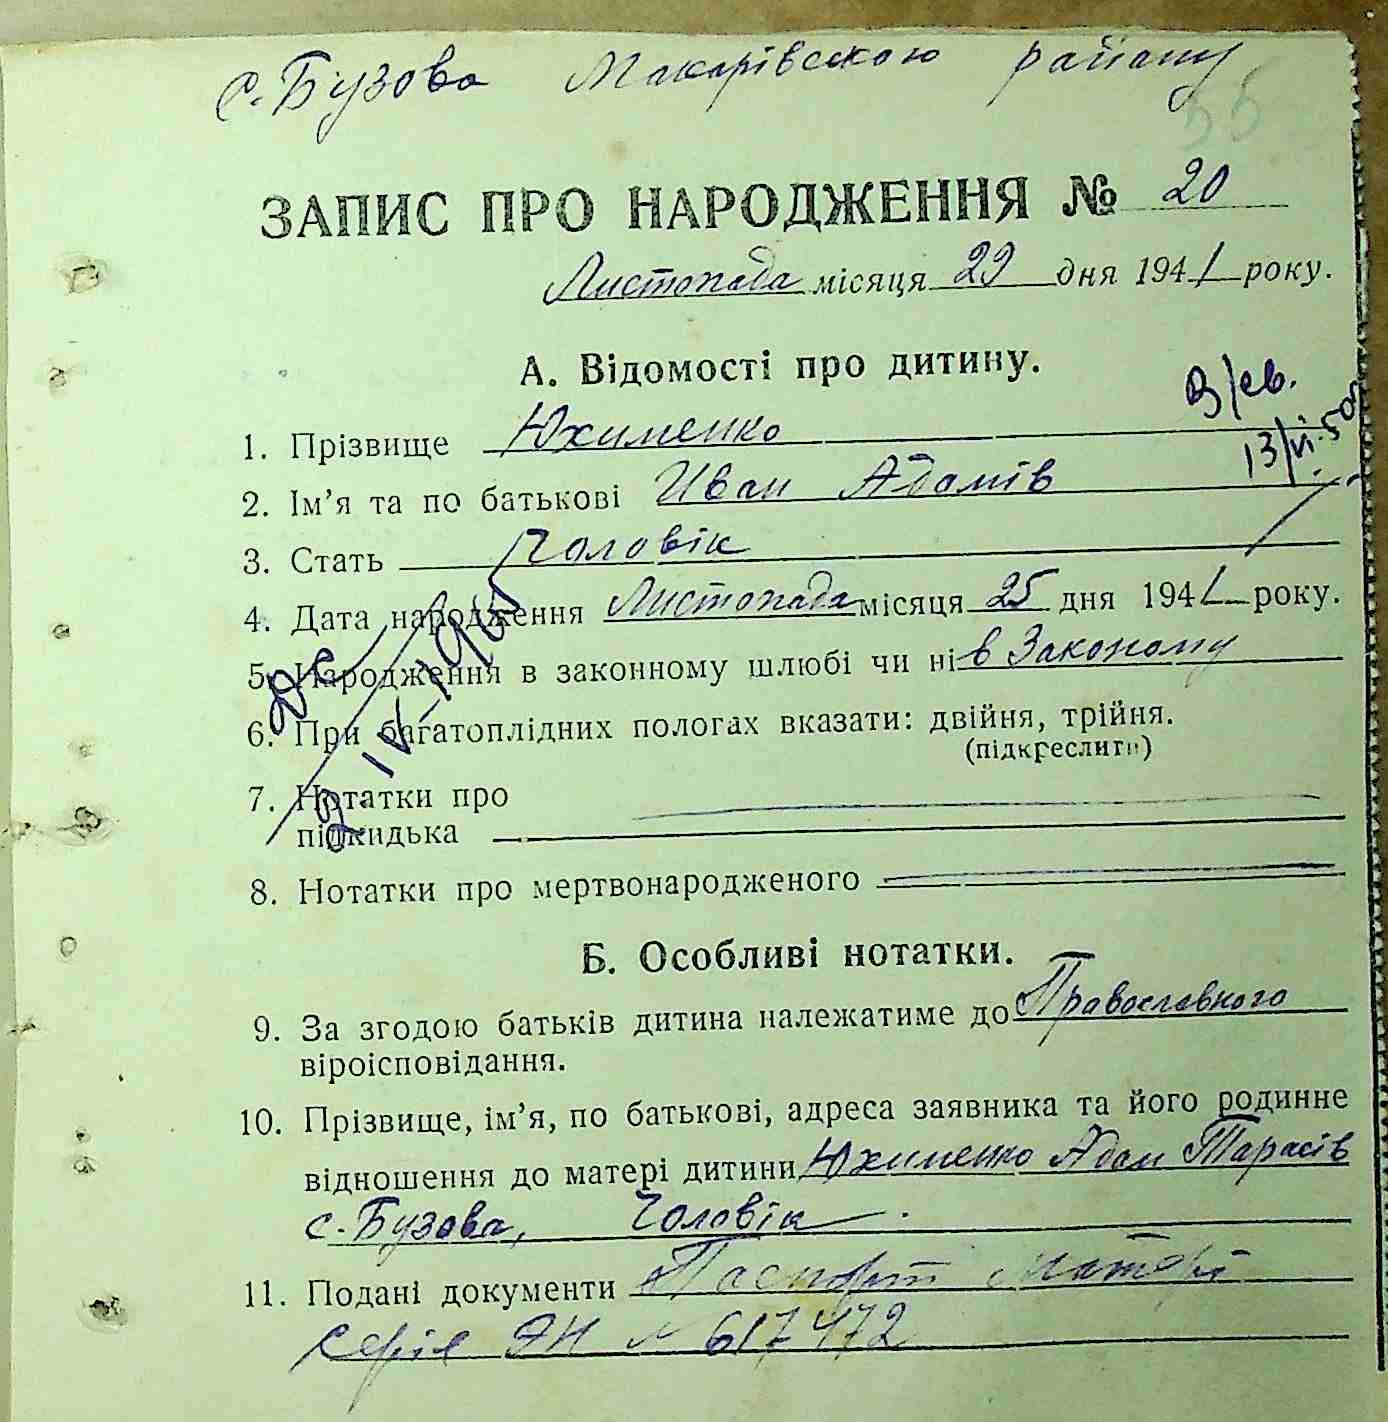 с. Бузова Макарівського району
55
ЗАПИС ПРО НАРОДЖЕННЯ № 20
Листопада місяця 29 дня 1941 року.
А. Відомості про дитину.
В/св.
13/VI-50р
1. Прізвище Юхименко
2. Ім’я та по батькові Иван Адамів
3. Стать Чоловік
4. Дата народження Листопада місяця 25 дня 1941 року.
5. Народження в законному шлюбі чи ні в Законому
6. При багатоплідних пологах вказати: двійня, трійня.
(підкреслити)
7. Нотатки про
підкидька
8. Нотатки про мертвонародженого
Б. Особливі нотатки.
9. За згодою батьків дитина належатиме до Православного
віроісповідання.
10. Прізвище, ім’я, по батькові, адреса заявника та його родинне
відношення до матері дитини Юхименко Адам Тарасів
с. Бузова, Чоловік.
11. Подані документи Паспорт Матері
серія ЭН № 617472